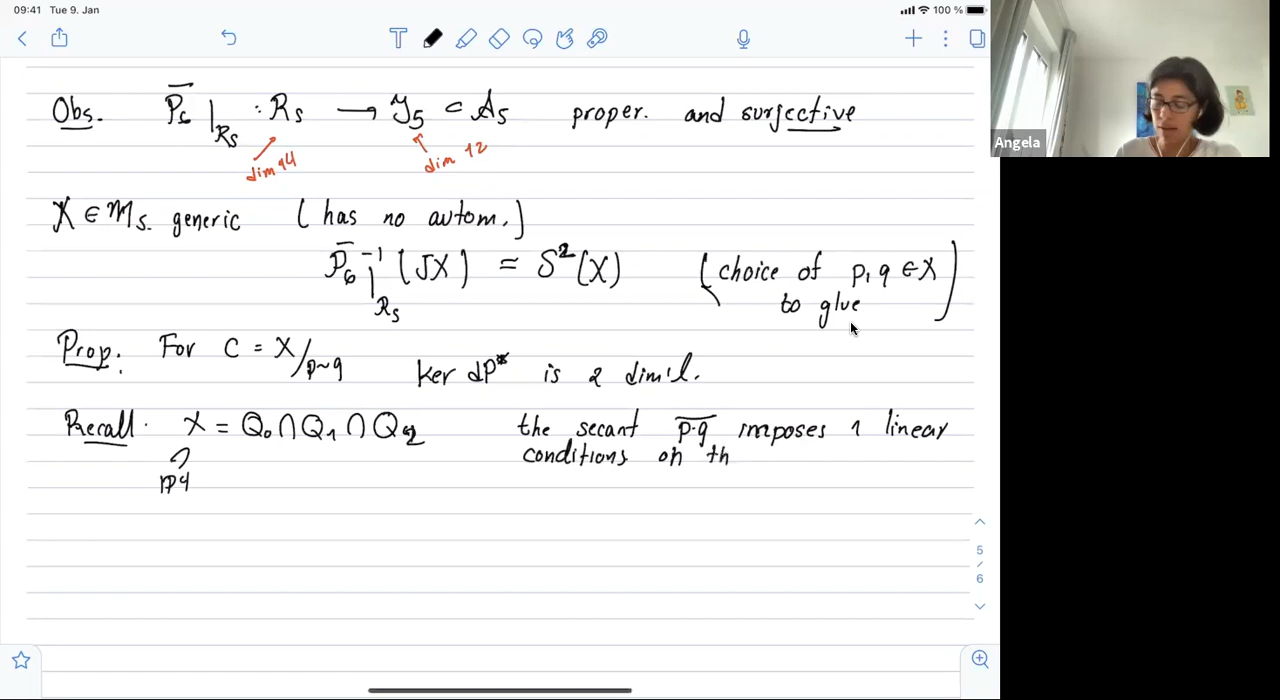 09:41 Tue 9. Jan
100 %
Obs. P̅₆|_R₅ : R₅ → J₅ ⊂ A₅ proper. and surjective
dim 14 dim 12
X ∈ M₅. generic (has no autom.)
P̅₆⁻¹|_R₅ (JX) = S²(X) (choice of p, q ∈ X
to glue)
Prop. For C = X/p~q ker dP* is 2 dim'l.
Recall. X = Q₀ ∩ Q₁ ∩ Q₂ the secant p̅q̅ imposes 1 linear
conditions on th
P4
5
/
6
Angela